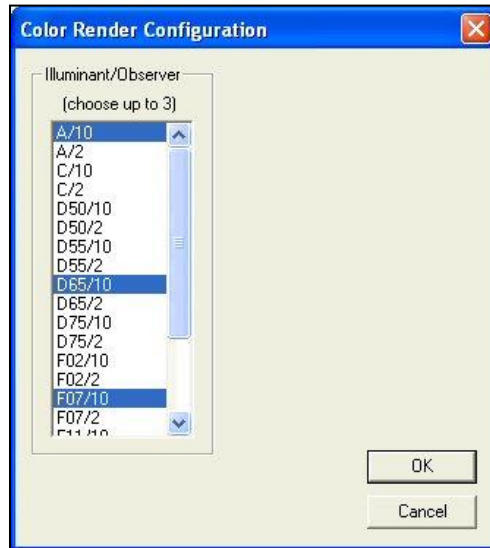 Color Render Configuration
Illuminant/Observer
(choose up to 3)
A/10
A/2
C/10
C/2
D50/10
D50/2
D55/10
D55/2
D65/10
D65/2
D75/10
D75/2
F02/10
F02/2
F07/10
F07/2
F11/10
OK
Cancel